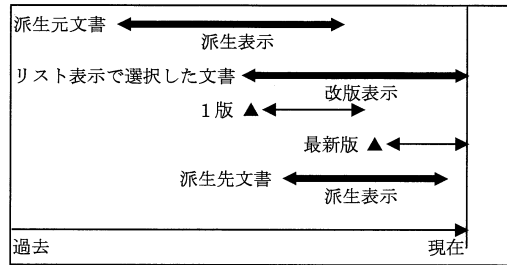 派生元文書
派生表示
リスト表示で選択した文書
改版表示
1版 ▲
最新版 ▲
派生先文書
派生表示
過去 現在